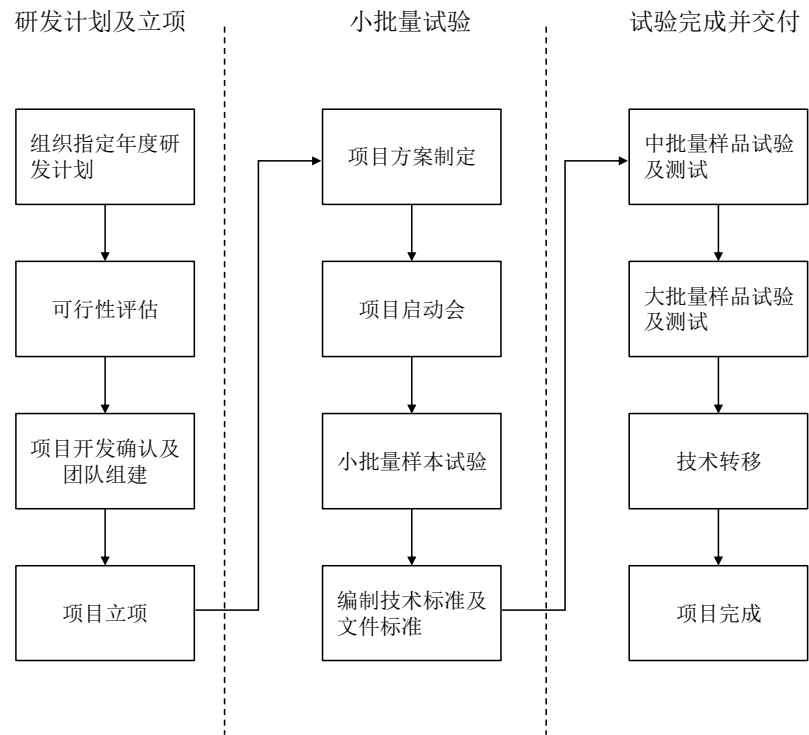 研发计划及立项
组织指定年度研
发计划
可行性评估
项目开发确认及
团队组建
项目立项
小批量试验
项目方案制定
项目启动会
小批量样本试验
编制技术标准及
文件标准
试验完成并交付
中批量样品试验
及测试
大批量样品试验
及测试
技术转移
项目完成